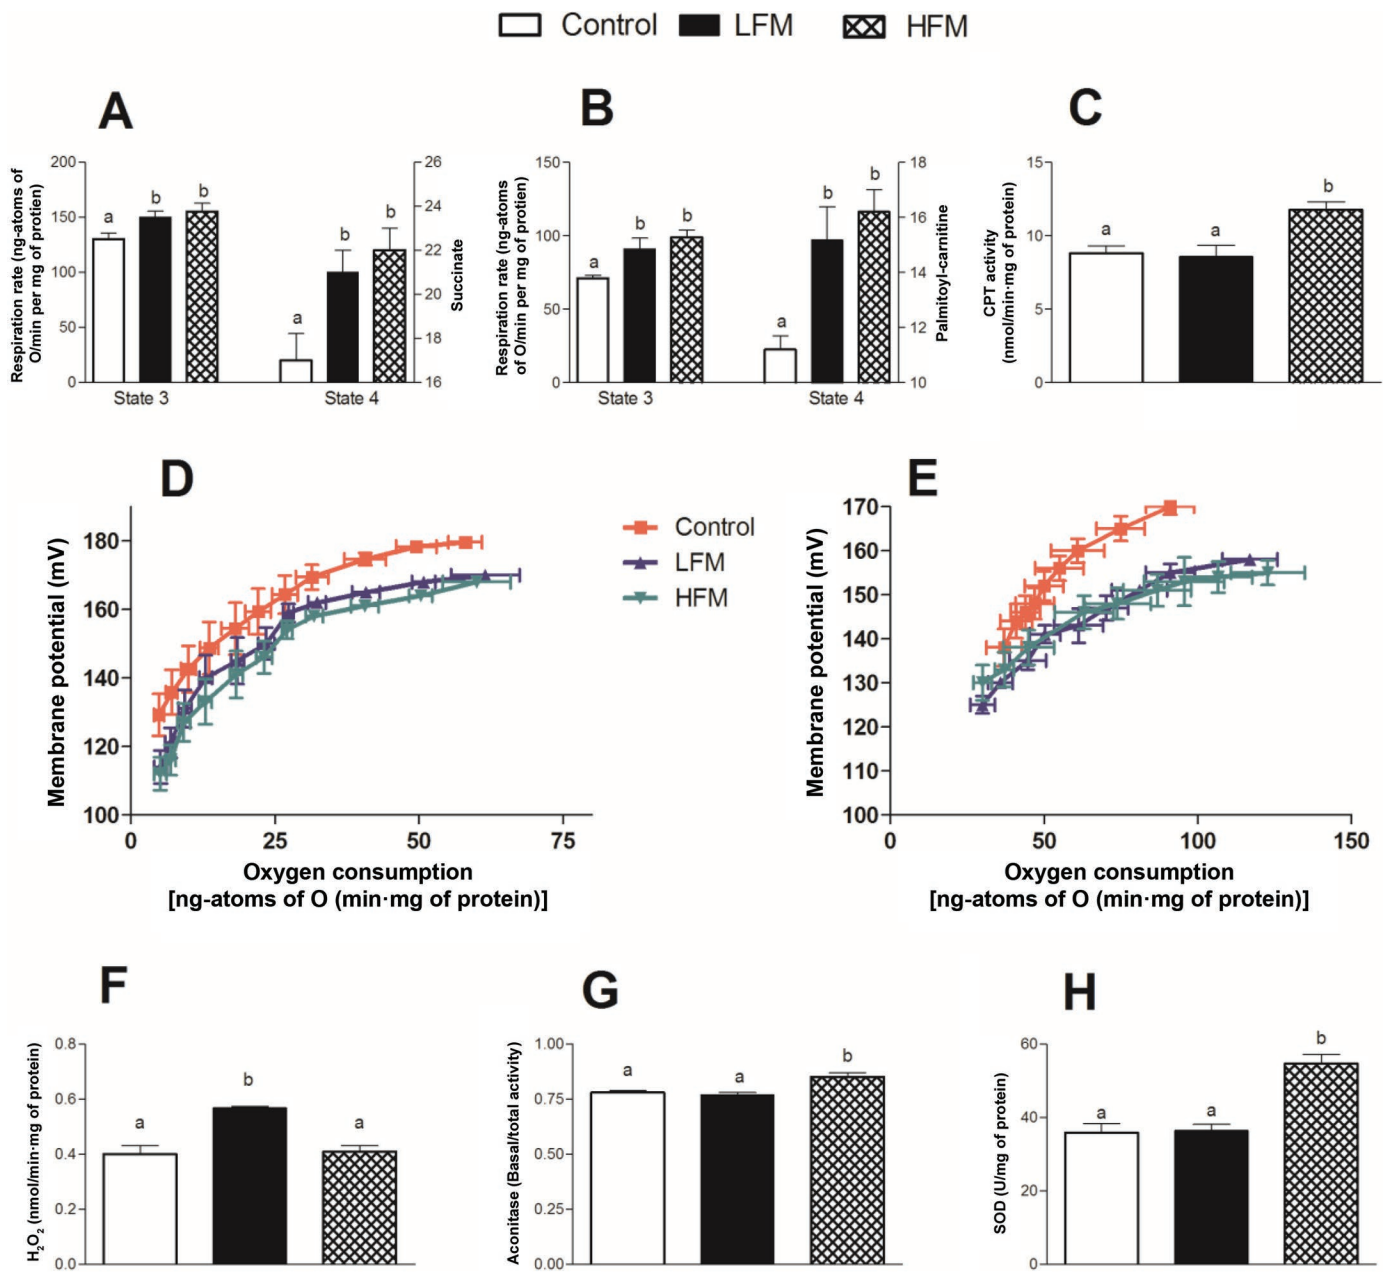 Control LFM HFM
A
Respiration rate (ng-atoms of
O/min per mg of protien)
200
150
100
50
0
a b b
a b b
26
24
22
20
18
16
Succinate
State 3 State 4
B
Respiration rate (ng-atoms
of O/min per mg of protien)
150
100
50
0
a b b
a b b
18
16
14
12
10
Palmitoyl-carnitine
State 3 State 4
C
CPT activity
(nmol/min·mg of protein)
15
10
5
0
a a b
D
Membrane potential (mV)
180
160
140
120
100
0 25 50 75
Oxygen consumption
[ng-atoms of O (min·mg of protein)]
Control
LFM
HFM
E
Membrane potential (mV)
170
160
150
140
130
120
110
100
0 50 100 150
Oxygen consumption
[ng-atoms of O (min·mg of protein)]
F
H₂O₂ (nmol/min·mg of protein)
0.8
0.6
0.4
0.2
0.0
a b a
G
Aconitase (Basal/total activity)
1.00
0.75
0.50
0.25
0.00
a a b
H
SOD (U/mg of protein)
60
40
20
0
a a b